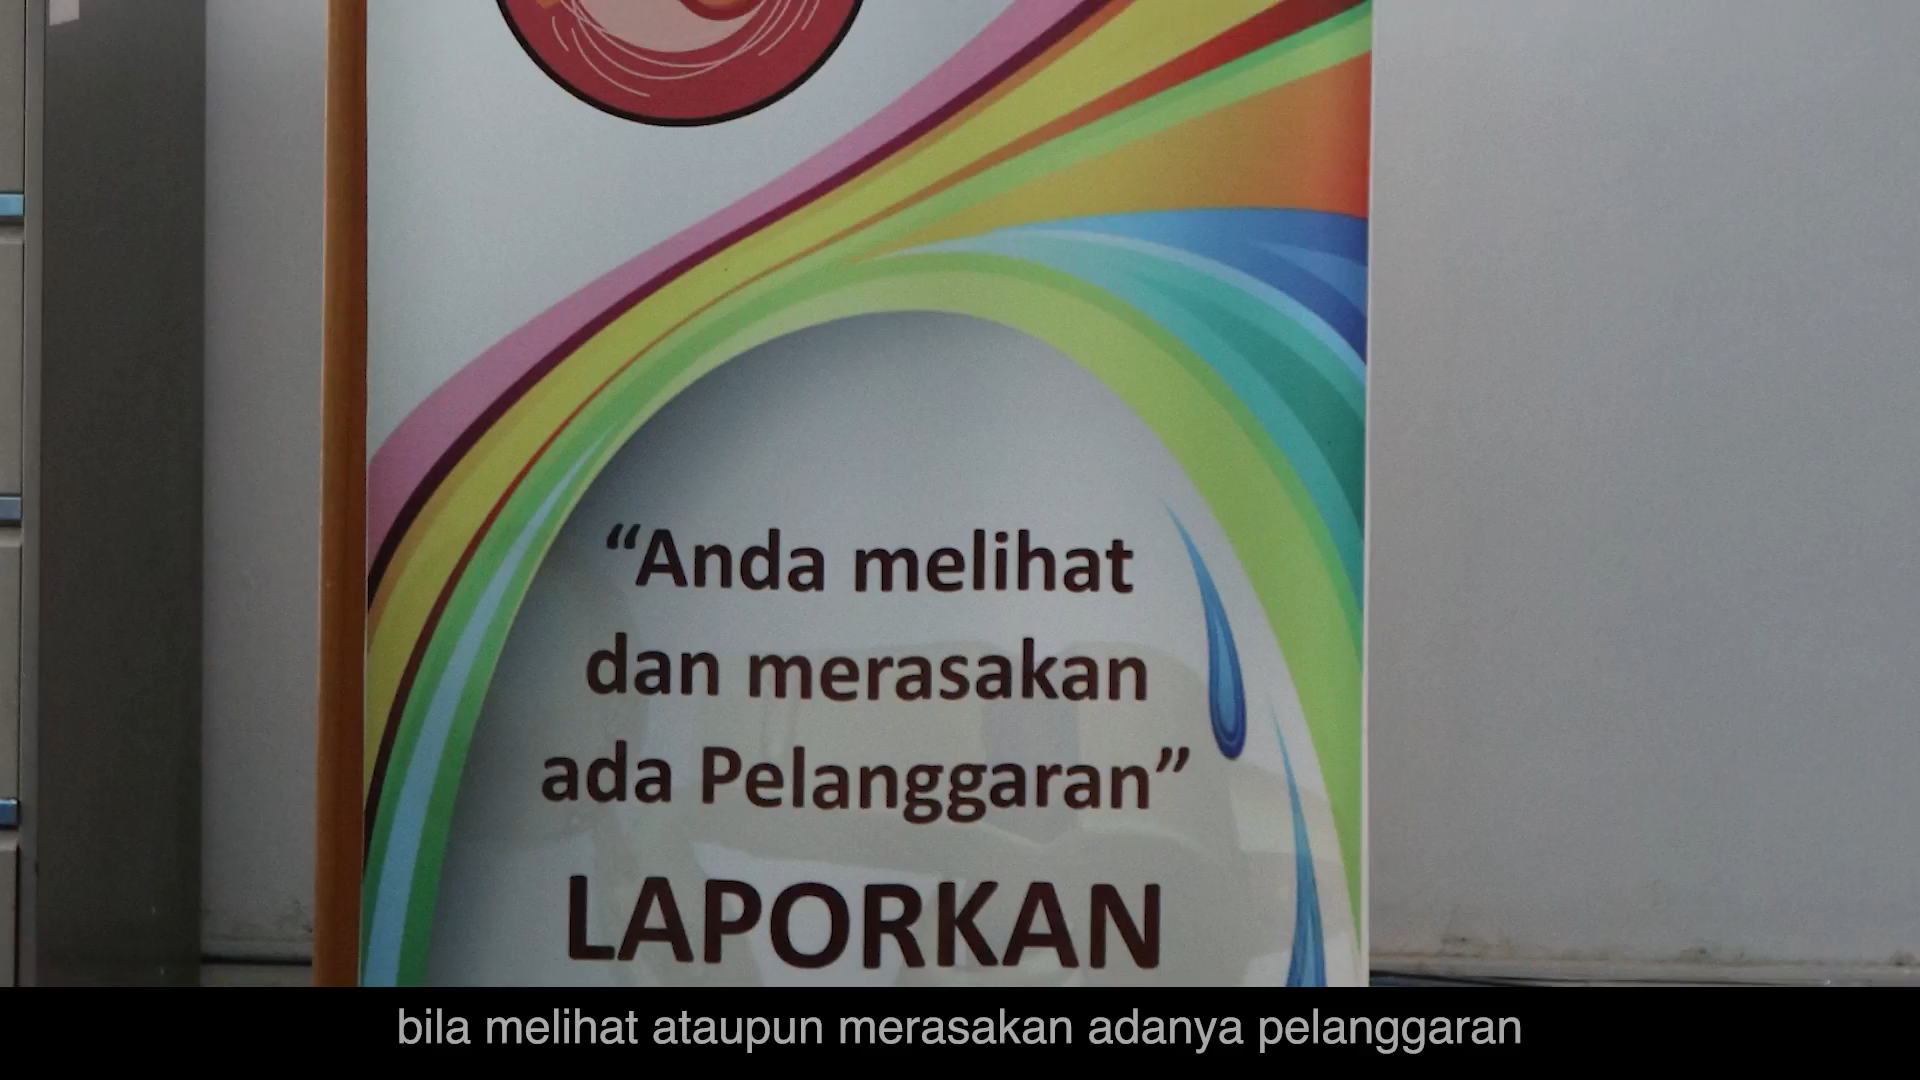 “Anda melihat
dan merasakan
ada Pelanggaran”
LAPORKAN
bila melihat ataupun merasakan adanya pelanggaran